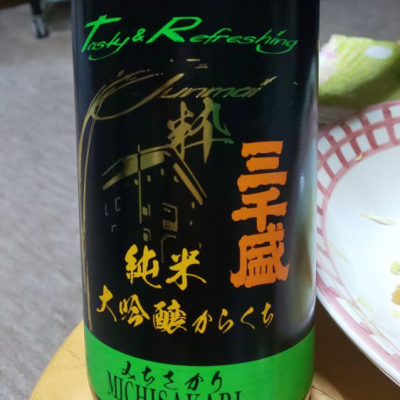 Tasty & Refreshing
Junmai
粋
三千盛
純米
大吟醸からくち
みちさかり
MICHISAKARI